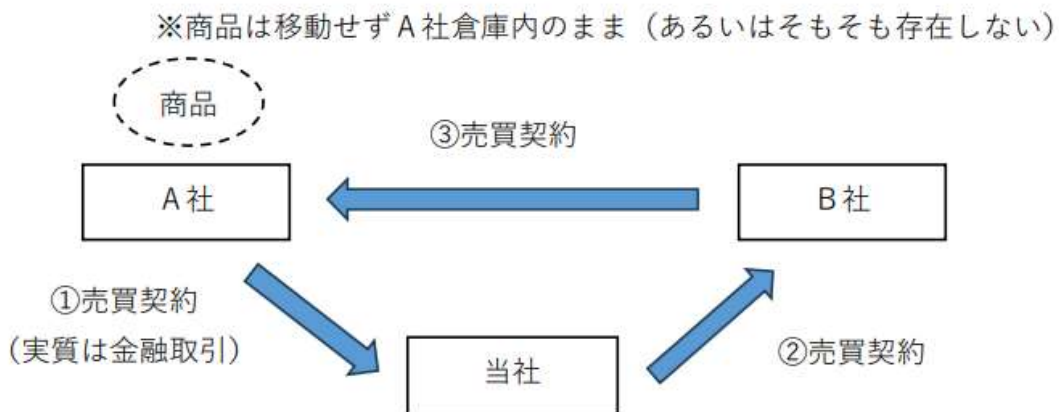 ※商品は移動せずA社倉庫内のまま（あるいはそもそも存在しない）
商品
③売買契約
A社
B社
①売買契約
（実質は金融取引）
当社
②売買契約